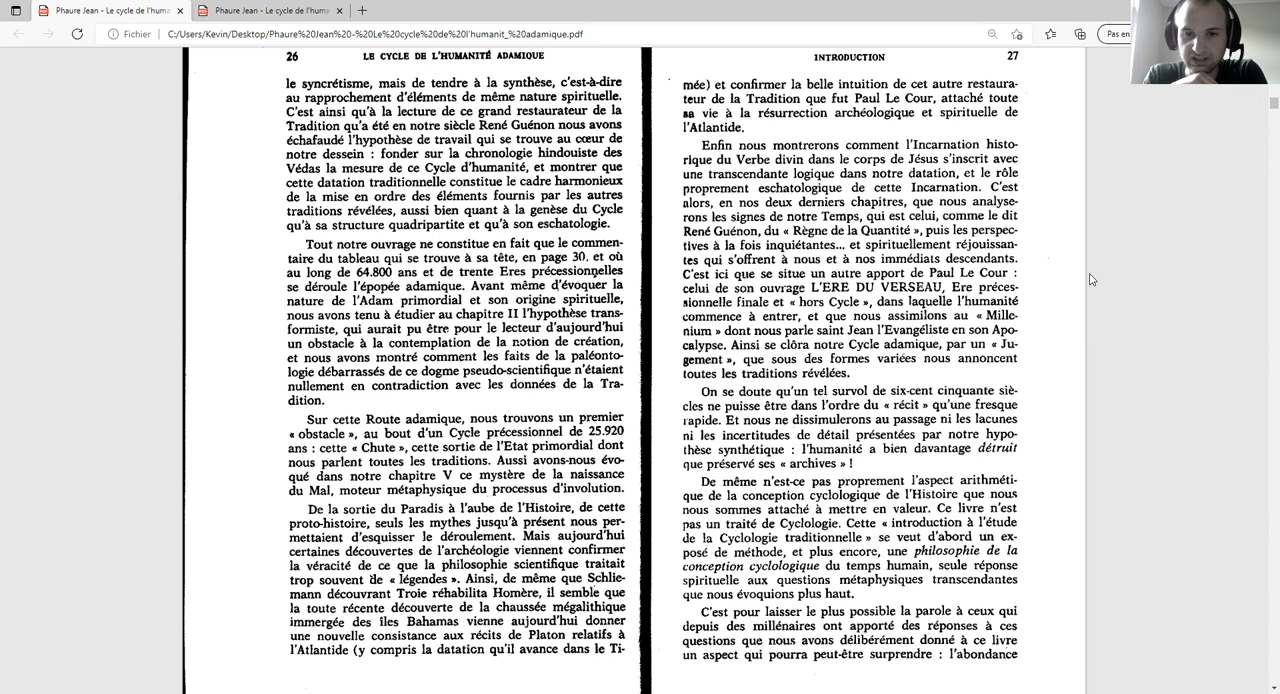 Phaure Jean - Le cycle de l'huma
Phaure Jean - Le cycle de l'huma
Fichier
C:/Users/Kevin/Desktop/Phaure%20Jean%20-%20Le%20cycle%20de%20l'humanit_%20adamique.pdf
Pas en
26 LE CYCLE DE L'HUMANITÉ ADAMIQUE
le syncrétisme, mais de tendre à la synthèse, c'est-à-dire
au rapprochement d'éléments de même nature spirituelle.
C'est ainsi qu'à la lecture de ce grand restaurateur de la
Tradition qu'a été en notre siècle René Guénon nous avons
échafaudé l'hypothèse de travail qui se trouve au cœur de
notre dessein : fonder sur la chronologie hindouiste des
Védas la mesure de ce Cycle d'humanité, et montrer que
cette datation traditionnelle constitue le cadre harmonieux
de la mise en ordre des éléments fournis par les autres
traditions révélées, aussi bien quant à la genèse du Cycle
qu'à sa structure quadripartite et qu'à son eschatologie.
Tout notre ouvrage ne constitue en fait que le commen-
taire du tableau qui se trouve à sa tête, en page 30, et où
au long de 64.800 ans et de trente Eres précessionnelles
se déroule l'épopée adamique. Avant même d'évoquer la
nature de l'Adam primordial et son origine spirituelle,
nous avons tenu à étudier au chapitre II l'hypothèse trans-
formiste, qui aurait pu être pour le lecteur d'aujourd'hui
un obstacle à la contemplation de la notion de création,
et nous avons montré comment les faits de la paléonto-
logie débarrassés de ce dogme pseudo-scientifique n'étaient
nullement en contradiction avec les données de la Tra-
dition.
Sur cette Route adamique, nous trouvons un premier
« obstacle », au bout d'un Cycle précessionnel de 25.920
ans : cette « Chute », cette sortie de l'Etat primordial dont
nous parlent toutes les traditions. Aussi avons-nous évo-
qué dans notre chapitre V ce mystère de la naissance
du Mal, moteur métaphysique du processus d'involution.
De la sortie du Paradis à l'aube de l'Histoire, de cette
proto-histoire, seuls les mythes jusqu'à présent nous per-
mettaient d'esquisser le déroulement. Mais aujourd'hui
certaines découvertes de l'archéologie viennent confirmer
la véracité de ce que la philosophie scientifique traitait
trop souvent de « légendes ». Ainsi, de même que Schlie-
mann découvrant Troie réhabilita Homère, il semble que
la toute récente découverte de la chaussée mégalithique
immergée des îles Bahamas vienne aujourd'hui donner
une nouvelle consistance aux récits de Platon relatifs à
l'Atlantide (y compris la datation qu'il avance dans le Ti-
INTRODUCTION 27
mée) et confirmer la belle intuition de cet autre restaura-
teur de la Tradition que fut Paul Le Cour, attaché toute
sa vie à la résurrection archéologique et spirituelle de
l'Atlantide.
Enfin nous montrerons comment l'Incarnation histo-
rique du Verbe divin dans le corps de Jésus s'inscrit avec
une transcendante logique dans notre datation, et le rôle
proprement eschatologique de cette Incarnation. C'est
alors, en nos deux derniers chapitres, que nous analyse-
rons les signes de notre Temps, qui est celui, comme le dit
René Guénon, du « Règne de la Quantité », puis les perspec-
tives à la fois inquiétantes... et spirituellement réjouissan-
tes qui s'offrent à nous et à nos immédiats descendants.
C'est ici que se situe un autre apport de Paul Le Cour :
celui de son ouvrage L'ERE DU VERSEAU, Ere préces-
sionnelle finale et « hors Cycle », dans laquelle l'humanité
commence à entrer, et que nous assimilons au « Mille-
nium » dont nous parle saint Jean l'Evangéliste en son Apo-
calypse. Ainsi se clôra notre Cycle adamique, par un « Ju-
gement », que sous des formes variées nous annoncent
toutes les traditions révélées.
On se doute qu'un tel survol de six-cent cinquante siè-
cles ne puisse être dans l'ordre du « récit » qu'une fresque
rapide. Et nous ne dissimulerons au passage ni les lacunes
ni les incertitudes de détail présentées par notre hypo-
thèse synthétique : l'humanité a bien davantage détruit
que préservé ses « archives » !
De même n'est-ce pas proprement l'aspect arithméti-
que de la conception cyclologique de l'Histoire que nous
nous sommes attaché à mettre en valeur. Ce livre n'est
pas un traité de Cyclologie. Cette « introduction à l'étude
de la Cyclologie traditionnelle » se veut d'abord un ex-
posé de méthode, et plus encore, une philosophie de la
conception cyclologique du temps humain, seule réponse
spirituelle aux questions métaphysiques transcendantes
que nous évoquions plus haut.
C'est pour laisser le plus possible la parole à ceux qui
depuis des millénaires ont apporté des réponses à ces
questions que nous avons délibérément donné à ce livre
un aspect qui pourra peut-être surprendre : l'abondance